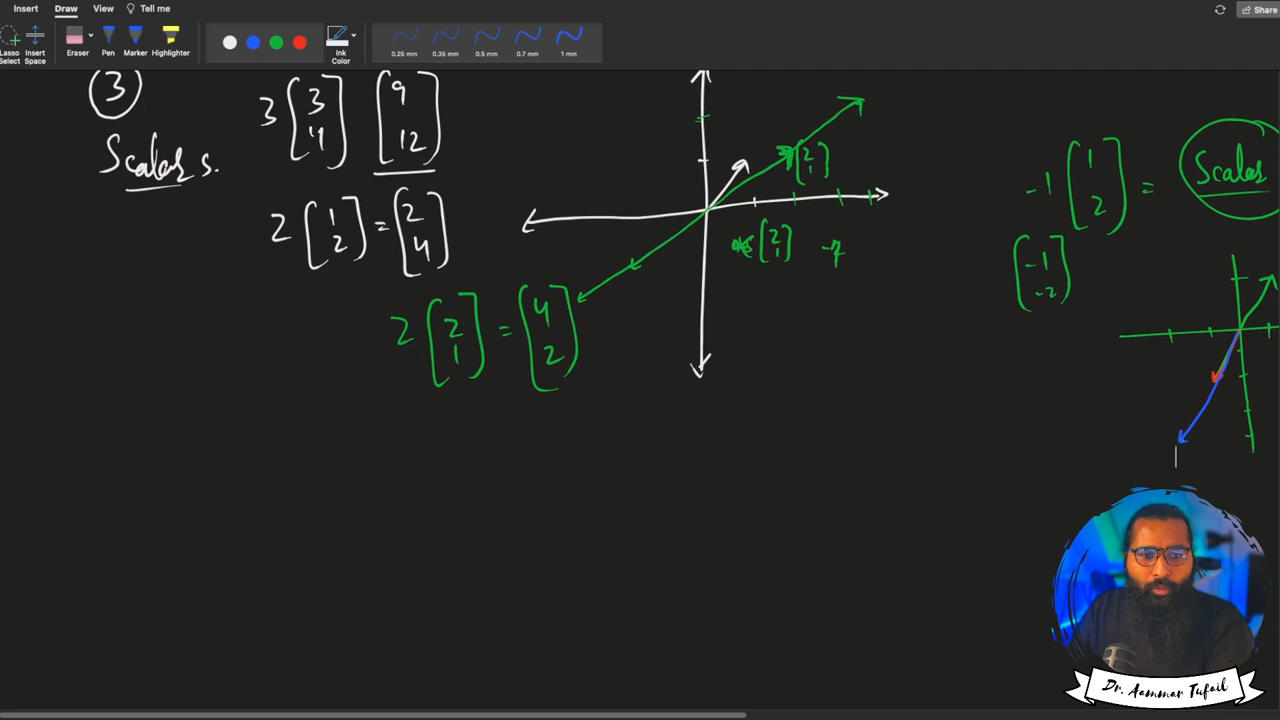 Insert Draw View Tell me
Share
Lasso Select
Insert Space
Eraser
Pen
Marker
Highlighter
Ink Color
0.25 mm
0.35 mm
0.5 mm
0.7 mm
1 mm
3
Scalar s.
3 [3 4] [9 12]
2 [1 2] = [2 4]
2 [2 1] = [4 2]
[2 1]
[2 1]
-1 [1 2] =
[-1 -2]
Scalar
Dr. Aammar Tufail